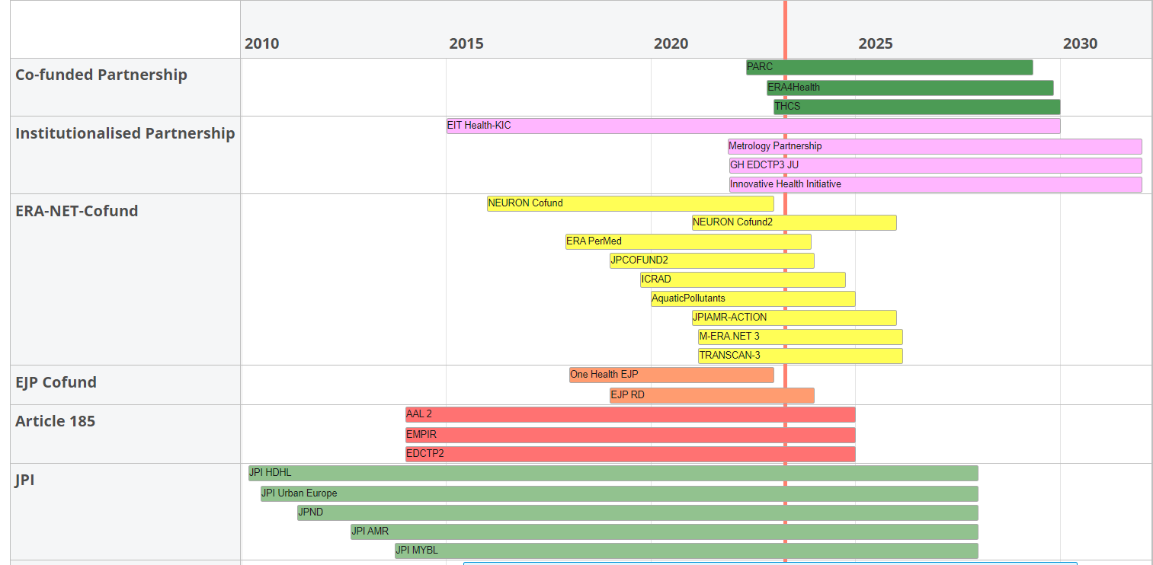 2010 2015 2020 2025 2030
Co-funded Partnership
PARC
ERA4Health
THCS
Institutionalised Partnership
EIT Health-KIC
Metrology Partnership
GH EDCTP3 JU
Innovative Health Initiative
ERA-NET-Cofund
NEURON Cofund
NEURON Cofund2
ERA PerMed
JPCOFUND2
ICRAD
AquaticPollutants
JPIAMR-ACTION
M-ERA.NET 3
TRANSCAN-3
EJP Cofund
One Health EJP
EJP RD
Article 185
AAL 2
EMPIR
EDCTP2
JPI
JPI HDHL
JPI Urban Europe
JPND
JPI AMR
JPI MYBL